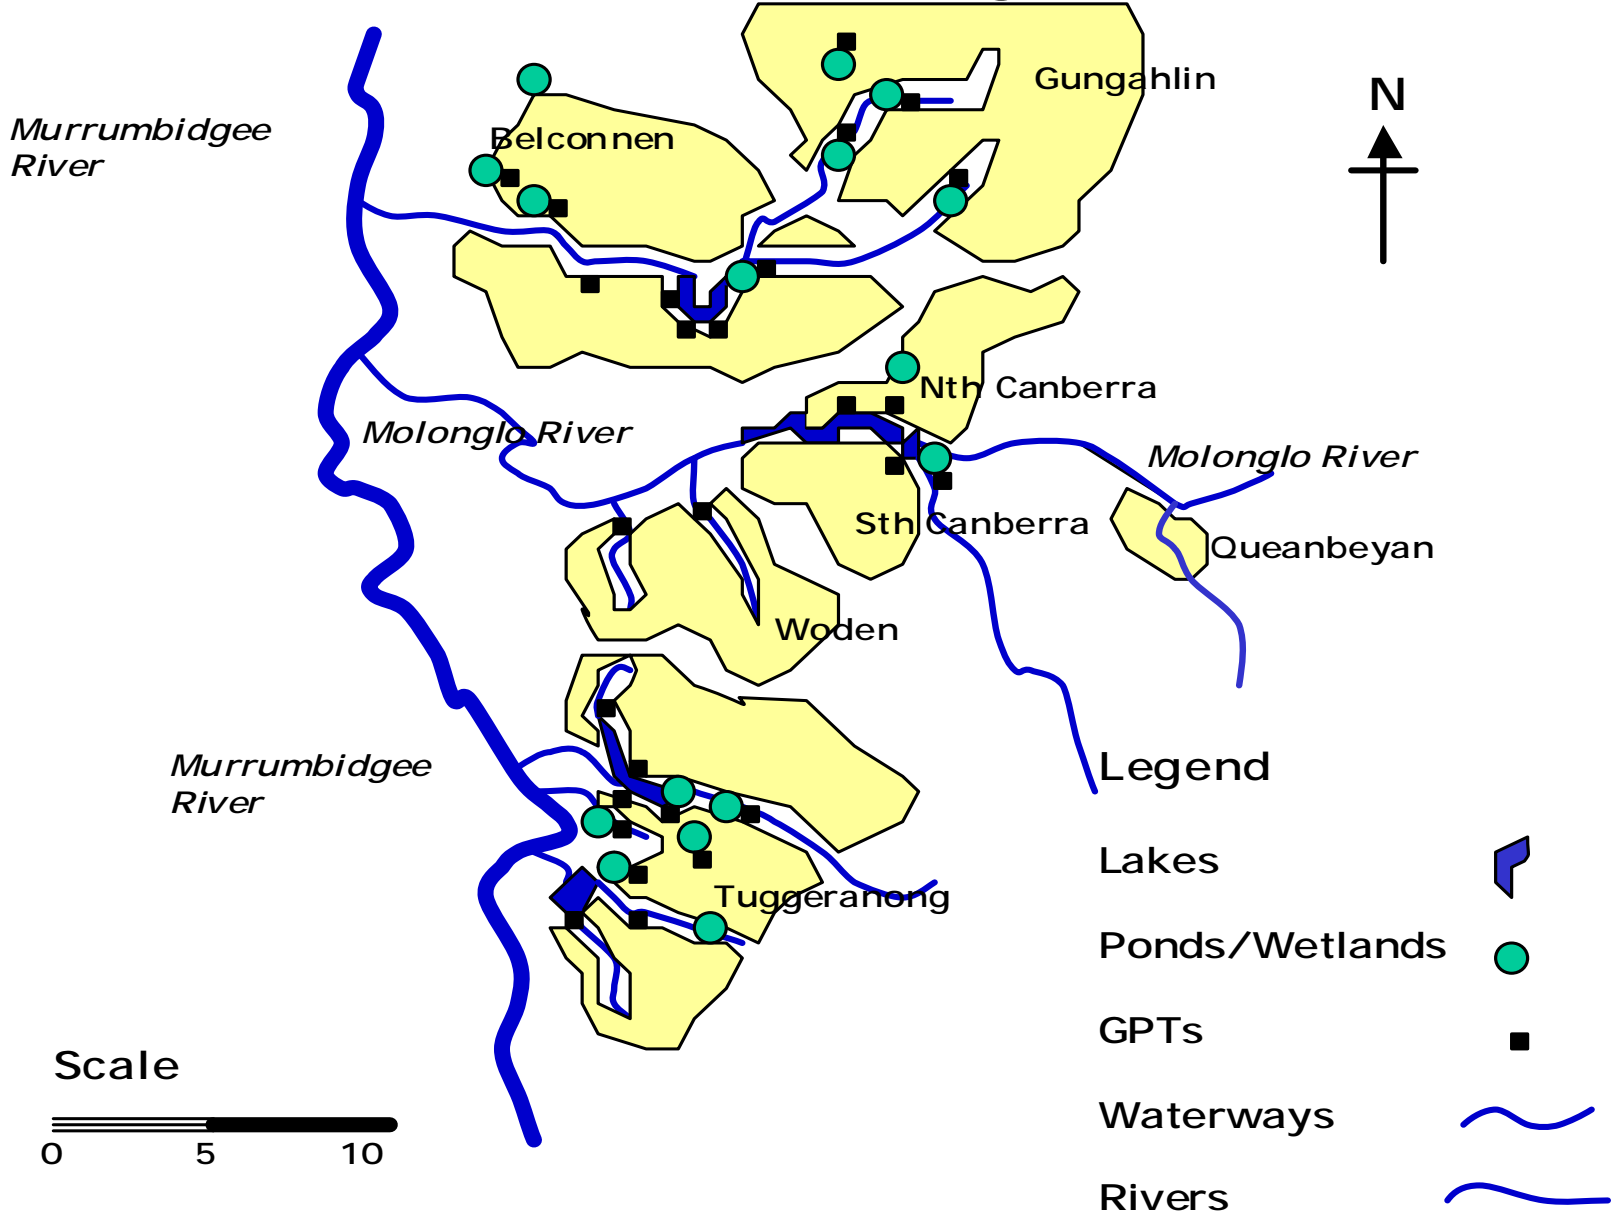 Gungahlin
N
Murrumbidgee
River
Belconnen
Nth Canberra
Molonglo River
Molonglo River
Sth Canberra
Queanbeyan
Woden
Murrumbidgee
River
Legend
Lakes
Tuggeranong
Ponds/Wetlands
GPTs
Scale
Waterways
0 5 10
Rivers